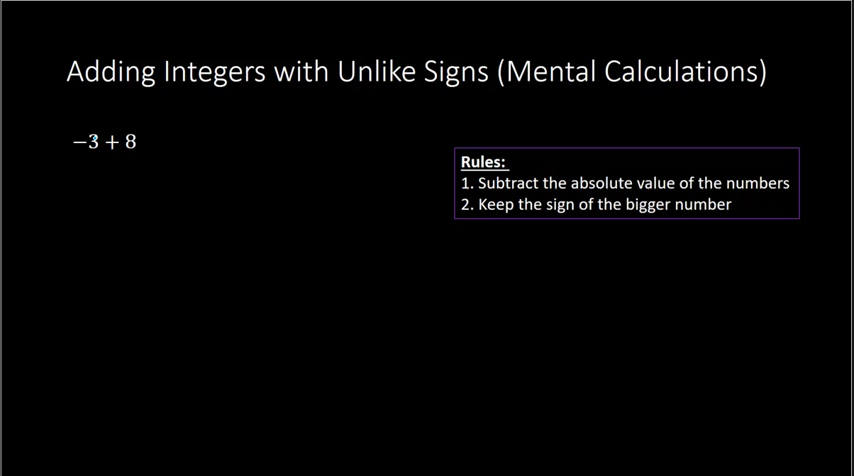 Adding Integers with Unlike Signs (Mental Calculations)
−3 + 8
Rules:
1. Subtract the absolute value of the numbers
2. Keep the sign of the bigger number